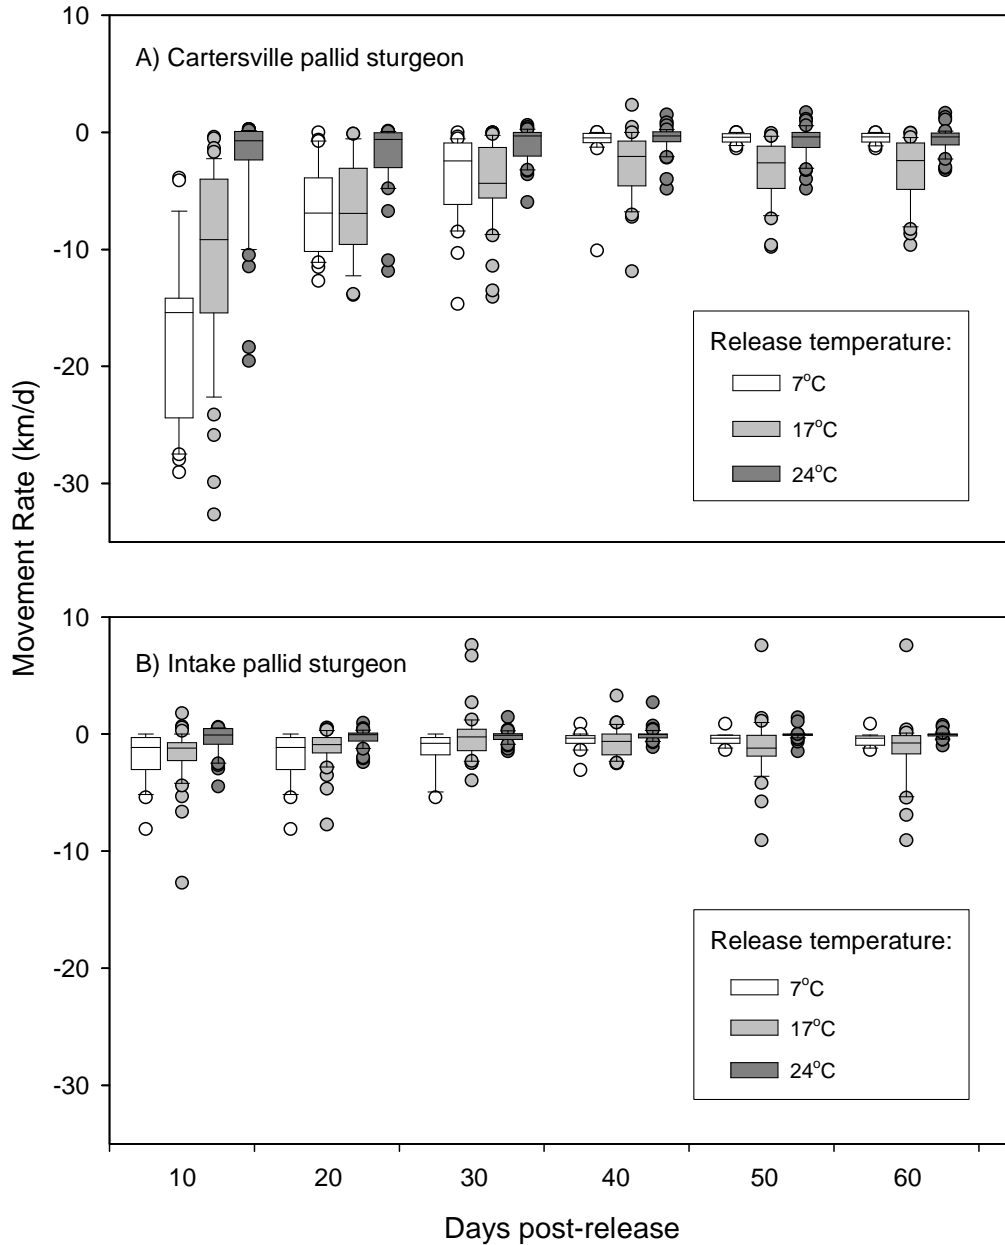 10
A) Cartersville pallid sturgeon
0
-10
Release temperature:
7°C
-20
17°C
24°C
-30
Movement Rate (km/d)
10
B) Intake pallid sturgeon
0
-10
Release temperature:
-20
7°C
17°C
24°C
-30
10 20 30 40 50 60
Days post-release